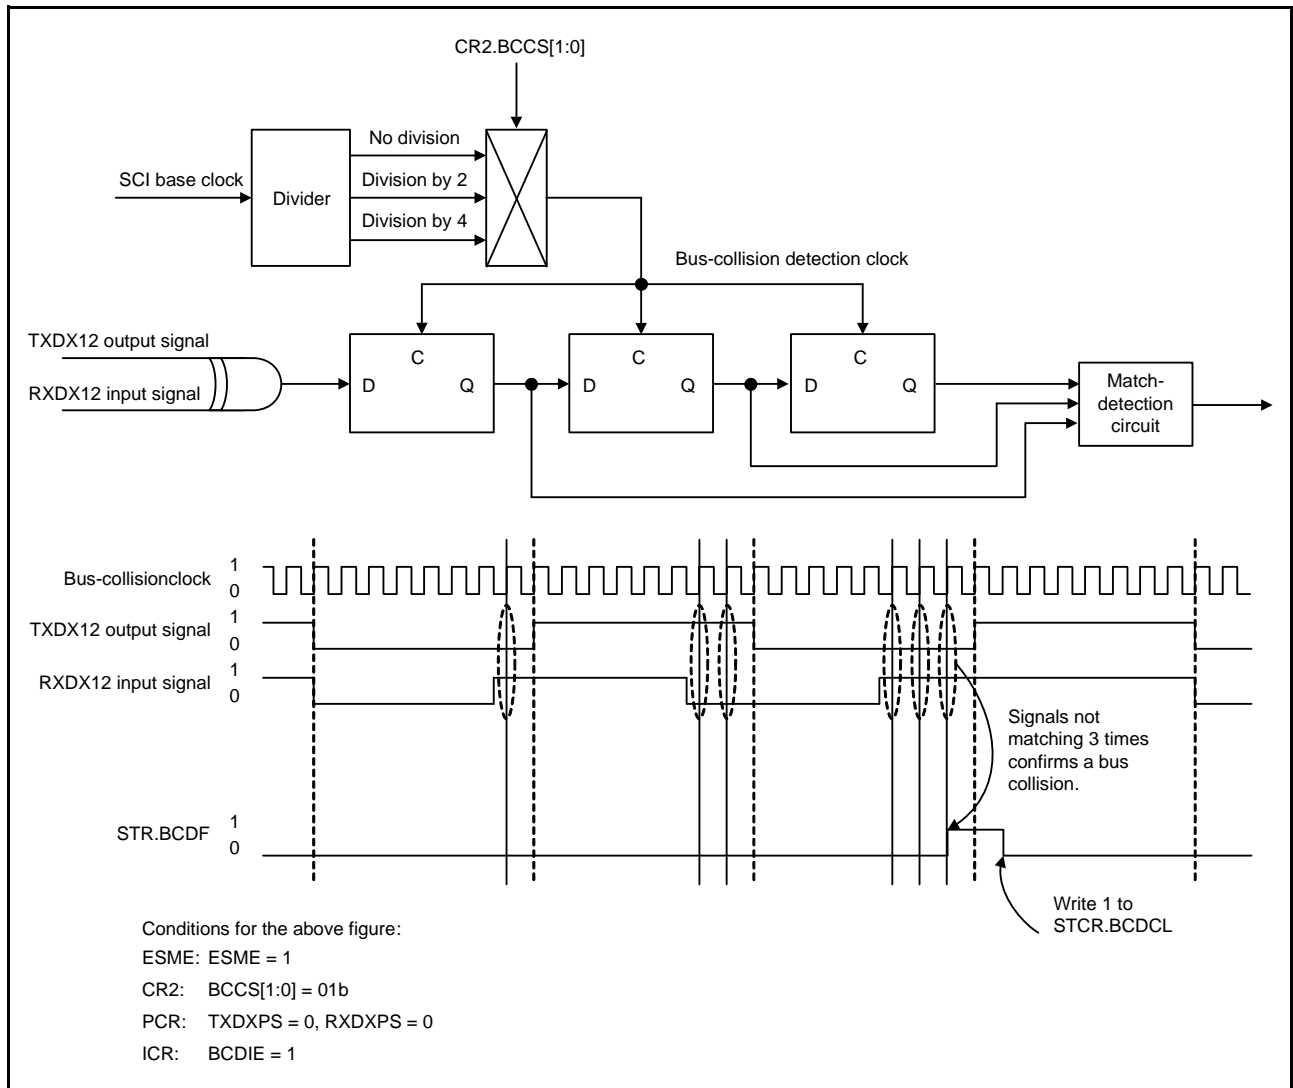 CR2.BCCS[1:0]
No division
SCI base clock
Divider
Division by 2
Division by 4
Bus-collision detection clock
TXDX12 output signal
RXDX12 input signal
C
D
Q
C
D
Q
C
D
Q
Match-
detection
circuit
Bus-collisionclock
1
0
TXDX12 output signal
1
0
RXDX12 input signal
1
0
Signals not
matching 3 times
confirms a bus
collision.
STR.BCDF
1
0
Write 1 to
STCR.BCDCL
Conditions for the above figure:
ESME: ESME = 1
CR2: BCCS[1:0] = 01b
PCR: TXDXPS = 0, RXDXPS = 0
ICR: BCDIE = 1